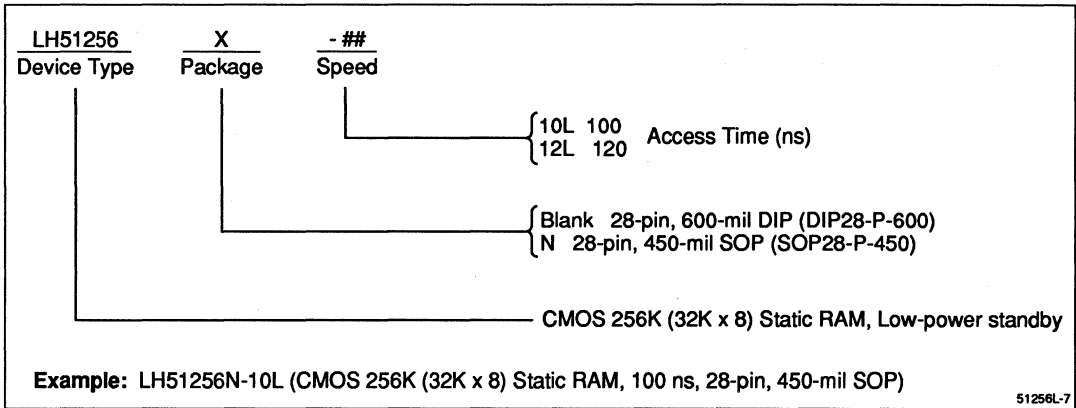 LH51256 X - ##
Device Type Package Speed
10L 100
12L 120
Access Time (ns)
Blank 28-pin, 600-mil DIP (DIP28-P-600)
N 28-pin, 450-mil SOP (SOP28-P-450)
CMOS 256K (32K x 8) Static RAM, Low-power standby
Example: LH51256N-10L (CMOS 256K (32K x 8) Static RAM, 100 ns, 28-pin, 450-mil SOP)
51256L-7